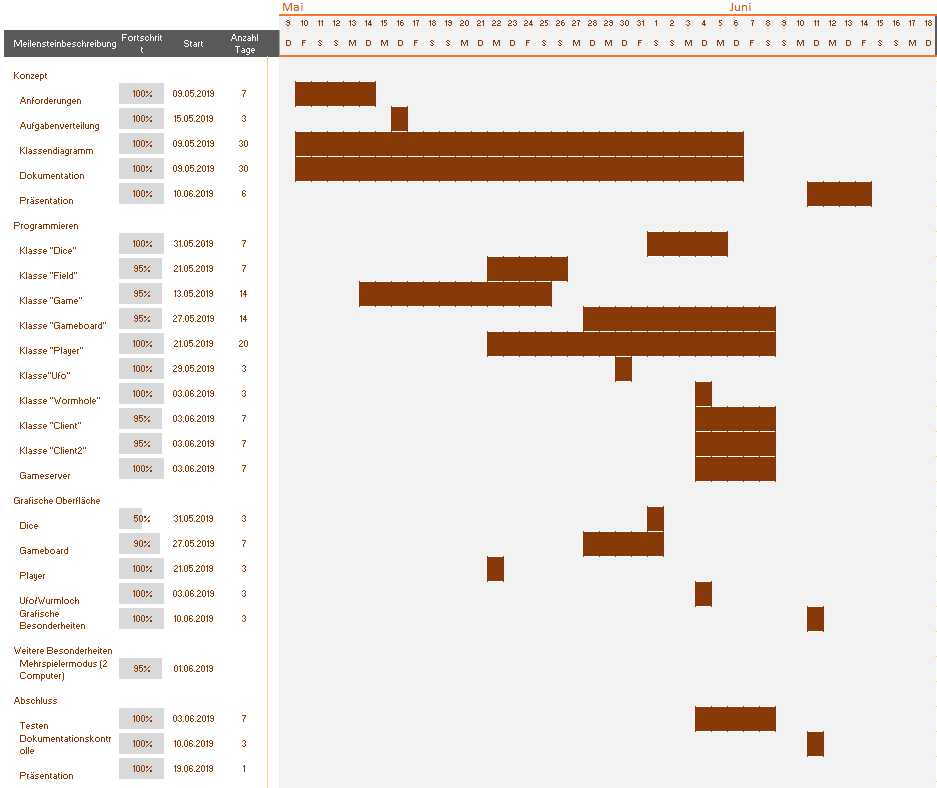 Mai Juni
9 10 11 12 13 14 15 16 17 18 19 20 21 22 23 24 25 26 27 28 29 30 31 1 2 3 4 5 6 7 8 9 10 11 12 13 14 15 16 17 18
Meilensteinbeschreibung Fortschrit
t Start Anzahl
Tage D F S S M D M D F S S M D M D F S S M D M D F S S M D M D F S S M D M D F S S M D
Konzept
Anforderungen 100% 09.05.2019 7
Aufgabenverteilung 100% 15.05.2019 3
Klassendiagramm 100% 09.05.2019 30
Dokumentation 100% 09.05.2019 30
Präsentation 100% 10.06.2019 6
Programmieren
Klasse "Dice" 100% 31.05.2019 7
Klasse "Field" 95% 21.05.2019 7
Klasse "Game" 95% 13.05.2019 14
Klasse "Gameboard" 95% 27.05.2019 14
Klasse "Player" 100% 21.05.2019 20
Klasse"Ufo" 100% 29.05.2019 3
Klasse "Wormhole" 100% 03.06.2019 3
Klasse "Client" 95% 03.06.2019 7
Klasse "Client2" 95% 03.06.2019 7
Gameserver 100% 03.06.2019 7
Grafische Oberfläche
Dice 50% 31.05.2019 3
Gameboard 90% 27.05.2019 7
Player 100% 21.05.2019 3
Ufo/Wurmloch 100% 03.06.2019 3
Grafische
Besonderheiten 100% 10.06.2019 3
Weitere Besonderheiten
Mehrspielermodus (2
Computer) 95% 01.06.2019
Abschluss
Testen 100% 03.06.2019 7
Dokumentationskontr
olle 100% 10.06.2019 3
Präsentation 100% 19.06.2019 1